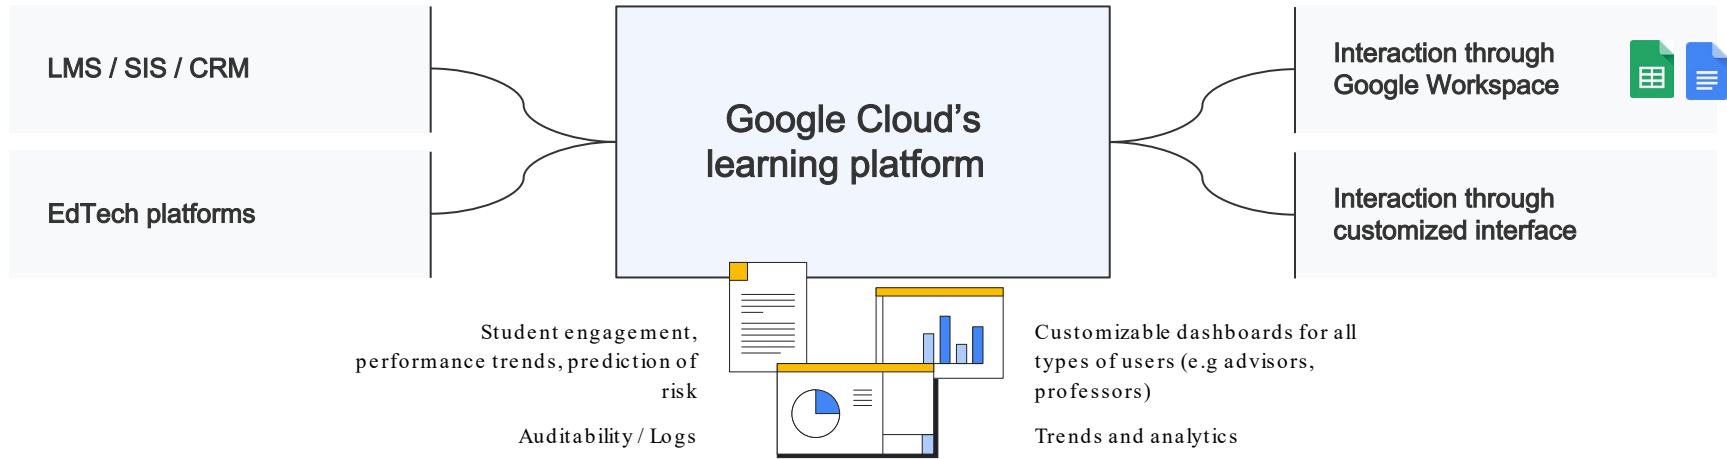 LMS / SIS / CRM
EdTech platforms
Google Cloud’s
learning platform
Interaction through
Google Workspace
Interaction through
customized interface
Student engagement,
performance trends, prediction of
risk
Auditability / Logs
Customizable dashboards for all
types of users (e.g advisors,
professors)
Trends and analytics